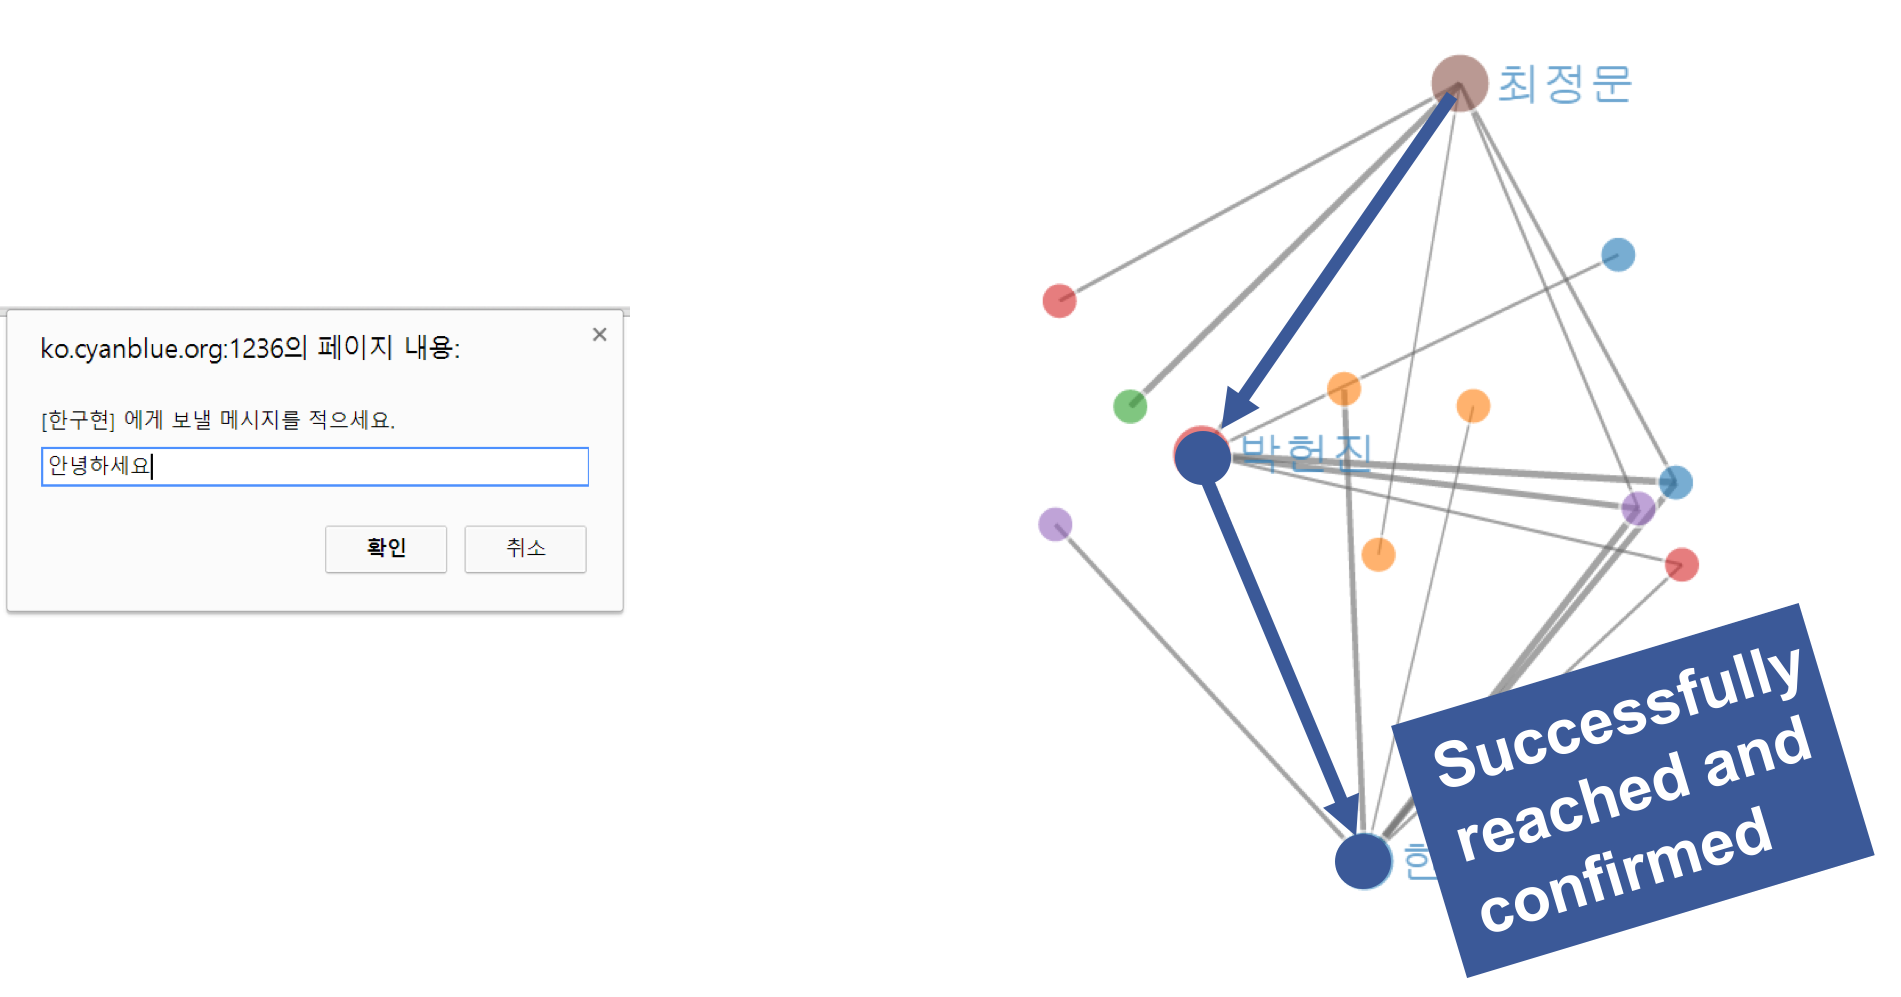 ko.cyanblue.org:1236의 페이지 내용:
[한구현] 에게 보낼 메시지를 적으세요.
안녕하세요
확인
취소
최정문
박헌진
Successfully
reached and
confirmed